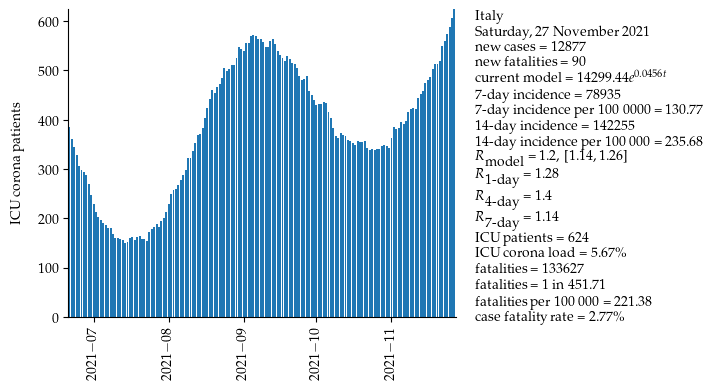 600
500
400
300
200
100
0
ICU corona patients
2021−07
2021−08
2021−09
2021−10
2021−11
Italy
Saturday, 27 November 2021
new cases = 12877
new fatalities = 90
current model = 14299.44e^0.0456t
7-day incidence = 78935
7-day incidence per 100 0000 = 130.77
14-day incidence = 142255
14-day incidence per 100 000 = 235.68
R_model = 1.2, [1.14, 1.26]
R_1-day = 1.28
R_4-day = 1.4
R_7-day = 1.14
ICU patients = 624
ICU corona load = 5.67%
fatalities = 133627
fatalities = 1 in 451.71
fatalities per 100 000 = 221.38
case fatality rate = 2.77%